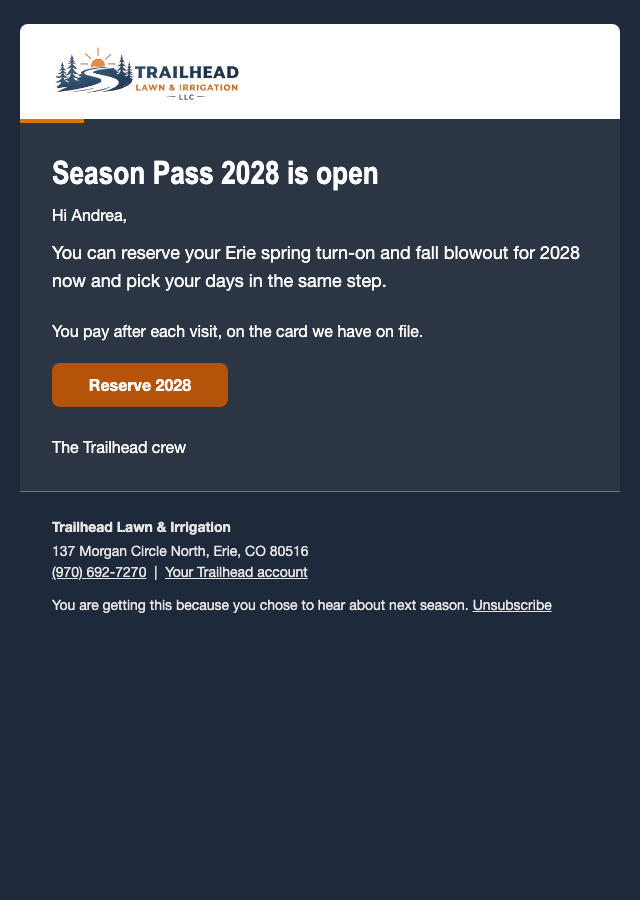 TRAILHEAD
LAWN & IRRIGATION
LLC
Season Pass 2028 is open
Hi Andrea,
You can reserve your Erie spring turn-on and fall blowout for 2028
now and pick your days in the same step.
You pay after each visit, on the card we have on file.
Reserve 2028
The Trailhead crew
Trailhead Lawn & Irrigation
137 Morgan Circle North, Erie, CO 80516
(970) 692-7270 | Your Trailhead account
You are getting this because you chose to hear about next season. Unsubscribe